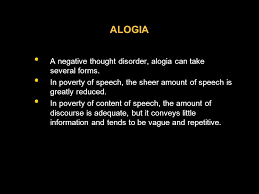 ALOGIA
• A negative thought disorder, alogia can take
several forms.
• In poverty of speech, the sheer amount of speech is
greatly reduced.
• In poverty of content of speech, the amount of
discourse is adequate, but it conveys little
information and tends to be vague and repetitive.